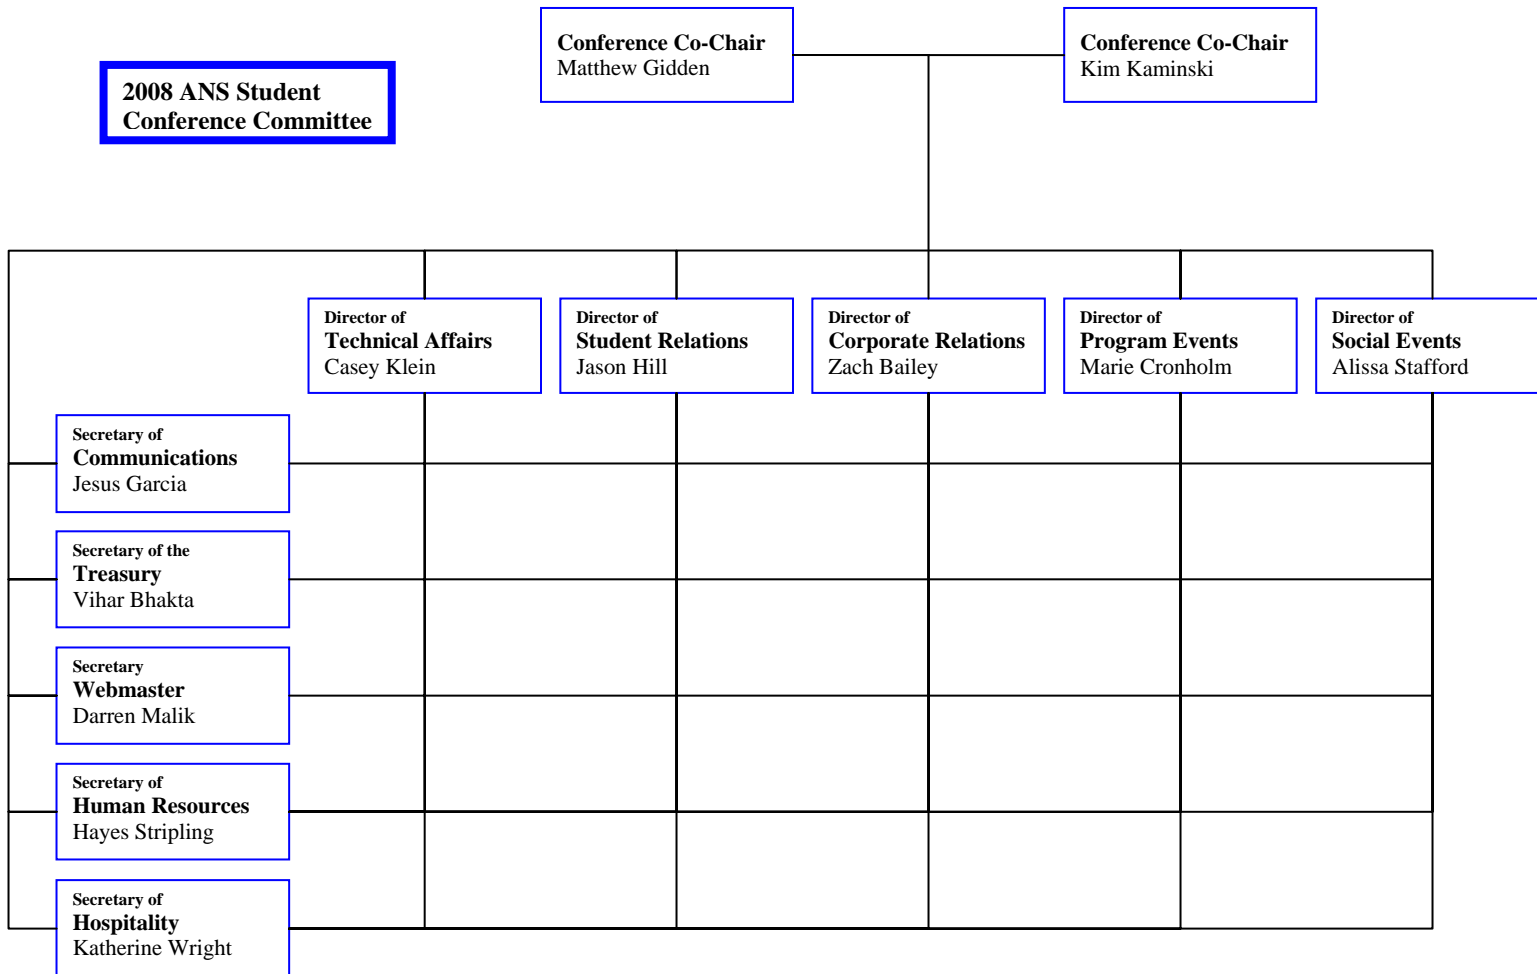 Conference Co-Chair
Matthew Gidden
Conference Co-Chair
Kim Kaminski
2008 ANS Student
Conference Committee
Director of
Technical Affairs
Casey Klein
Director of
Student Relations
Jason Hill
Director of
Corporate Relations
Zach Bailey
Director of
Program Events
Marie Cronholm
Director of
Social Events
Alissa Stafford
Secretary of
Communications
Jesus Garcia
Secretary of the
Treasury
Vihar Bhakta
Secretary
Webmaster
Darren Malik
Secretary of
Human Resources
Hayes Stripling
Secretary of
Hospitality
Katherine Wright